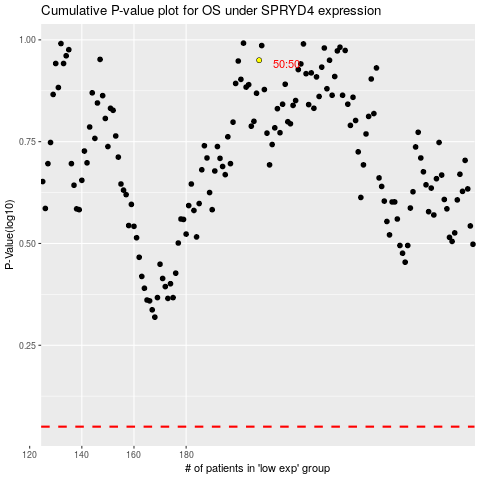 Cumulative P-value plot for OS under SPRYD4 expression
1.00
50:50
0.75
P-Value(log10)
0.50
0.25
120 140 160 180
# of patients in 'low exp' group